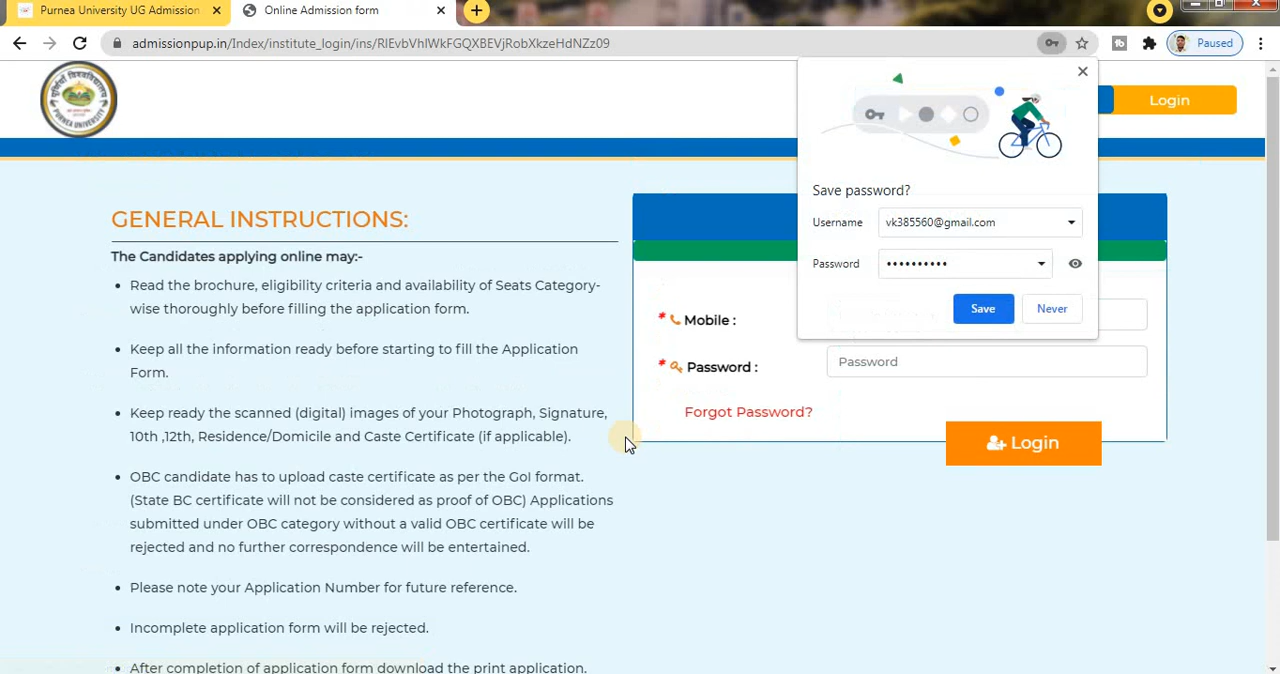 Purnea University UG Admission
Online Admission form
admissionpup.in/Index/institute_login/ins/
Paused
Login
Save password?
Username
vk385560@gmail.com
Password
••••••••••
Save
Never
GENERAL INSTRUCTIONS:
The Candidates applying online may:-
• Read the brochure, eligibility criteria and availability of Seats Category-
wise thoroughly before filling the application form.
• Keep all the information ready before starting to fill the Application
Form.
• Keep ready the scanned (digital) images of your Photograph, Signature,
10th ,12th, Residence/Domicile and Caste Certificate (if applicable).
• OBC candidate has to upload caste certificate as per the GoI format.
(State BC certificate will not be considered as proof of OBC) Applications
submitted under OBC category without a valid OBC certificate will be
rejected and no further correspondence will be entertained.
• Please note your Application Number for future reference.
• Incomplete application form will be rejected.
• After completion of application form download the print application.
* Mobile :
* Password :
Password
Forgot Password?
Login